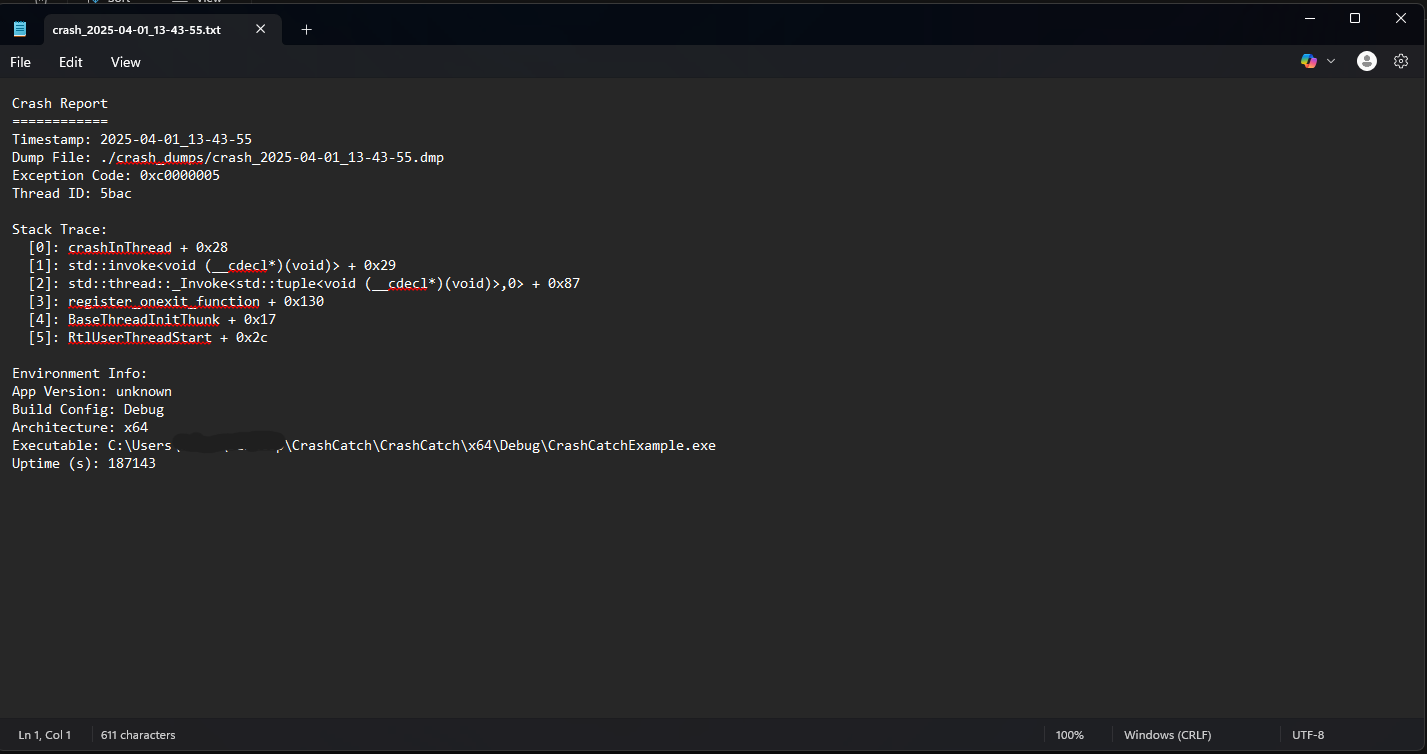 crash_2025-04-01_13-43-55.txt
File Edit View
Crash Report
============
Timestamp: 2025-04-01_13-43-55
Dump File: ./crash_dumps/crash_2025-04-01_13-43-55.dmp
Exception Code: 0xc0000005
Thread ID: 5bac
Stack Trace:
[0]: crashInThread + 0x28
[1]: std::invoke<void (__cdecl*)(void)> + 0x29
[2]: std::thread::_Invoke<std::tuple<void (__cdecl*)(void)>,0> + 0x87
[3]: register_onexit_function + 0x130
[4]: BaseThreadInitThunk + 0x17
[5]: RtlUserThreadStart + 0x2c
Environment Info:
App Version: unknown
Build Config: Debug
Architecture: x64
Executable: C:\Users\ \CrashCatch\CrashCatch\x64\Debug\CrashCatchExample.exe
Uptime (s): 187143
Ln 1, Col 1 611 characters 100% Windows (CRLF) UTF-8